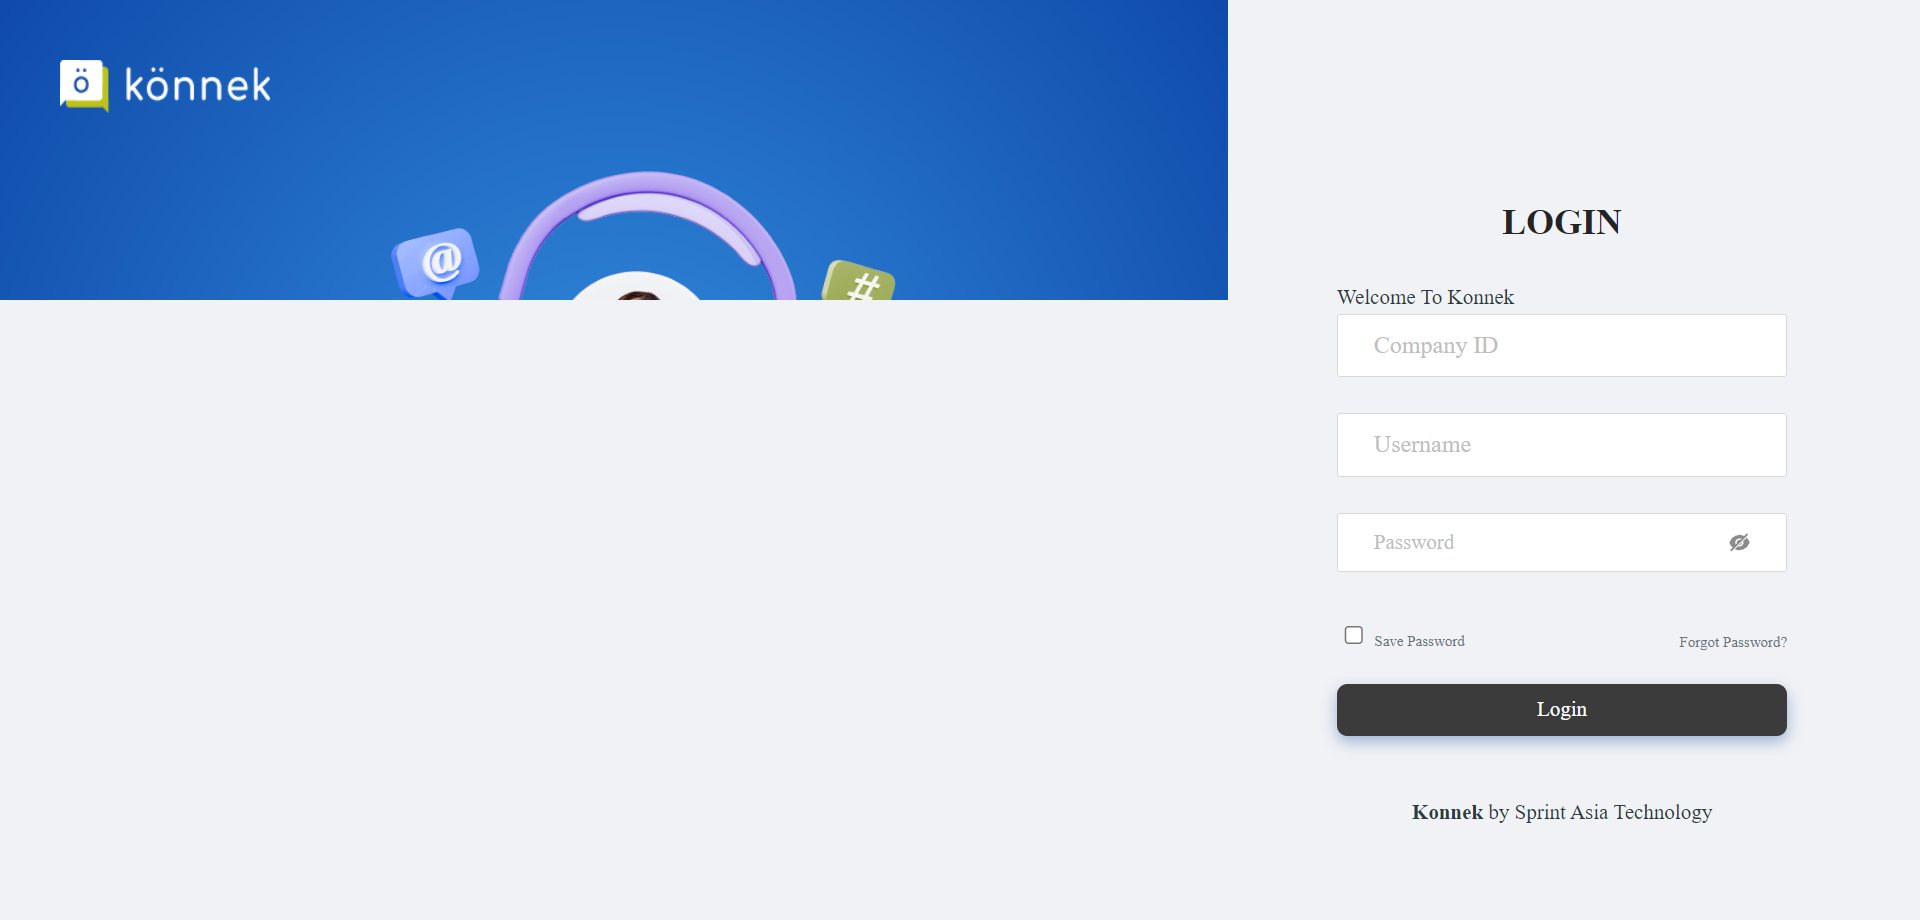 ö könnek
@
#
LOGIN
Welcome To Konnek
Company ID
Username
Password
Save Password
Forgot Password?
Login
Konnek by Sprint Asia Technology